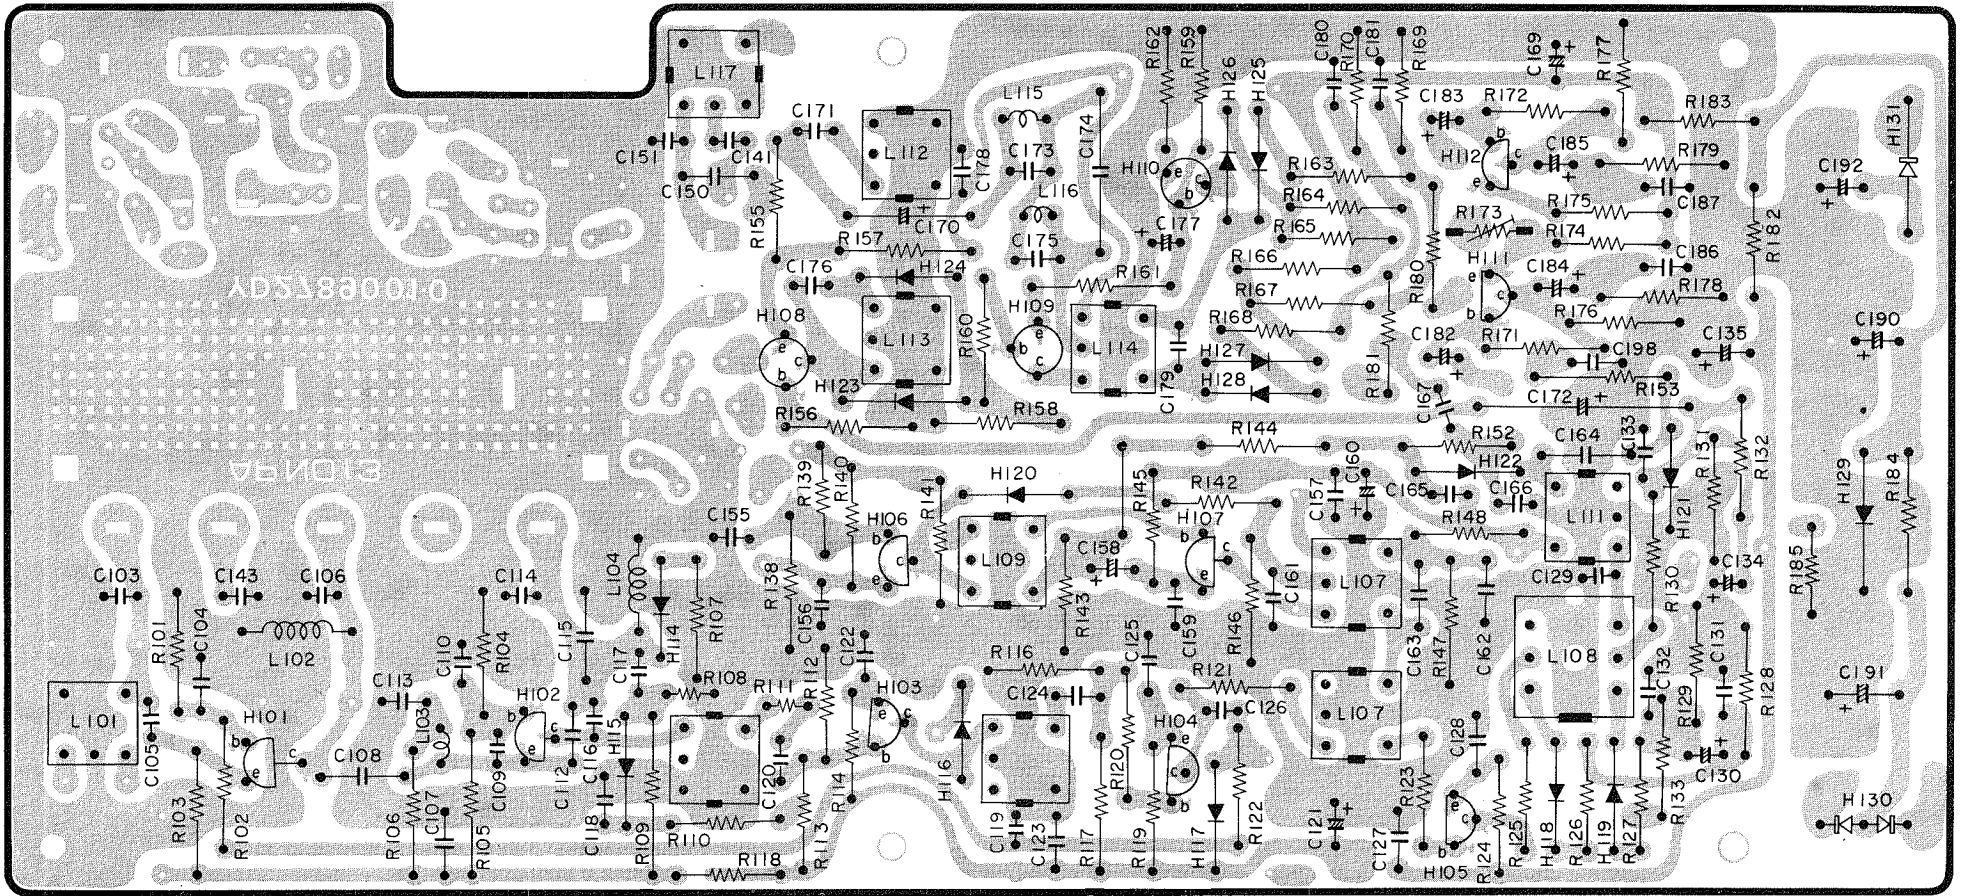 L117
R162
R159
H126
H125
C180
R170
C181
R169
C169
+
R177
C183
+
R172
R183
H131
C151
C141
C150
C171
L112
C178
L115
C173
L116
C174
H110
e
c
b
R163
R164
R165
H112
b
c
e
C185
+
R179
C192
+
R155
C170
+
R157
C175
C177
+
R173
R175
C187
R174
R182
C176
H124
R161
R166
R167
R168
R180
H111
e
c
b
C184
+
C186
R178
R176
YD27890010
H108
e
c
b
L113
R160
H109
e
b
c
L114
C179
H127
H128
R181
C182
+
R171
C198
C135
+
C190
+
H123
R153
C167
C172
+
R156
R158
R144
R152
C164
C133
R131
R132
APN013
R139
R140
R141
H120
R145
R142
C157
C160
+
H122
C165
C166
L111
H121
H129
R184
C155
H106
b
c
e
L109
C158
+
H107
b
c
e
R148
L104
R138
L107
C129
R130
C134
+
R185
C103
C143
C106
C114
H114
R107
C156
R143
C159
R146
C161
C163
R147
C162
R101
C104
L102
C110
R104
C115
C117
C122
C125
L108
C132
C131
R128
R129
R108
R111
R112
R116
R121
C191
+
L101
C105
H101
b
c
e
C113
L103
H102
b
c
e
H103
e
c
b
C124
C126
L107
C128
H104
e
c
b
C108
C109
C112
C116
H115
C120
R114
H116
R120
R123
C130
+
R133
R103
R102
R106
C107
R105
C118
R109
R110
R113
R118
C119
C123
R117
R119
H117
R122
C121
+
C127
e
c
b
H105
R124
R125
H118
R126
H119
R127
H130